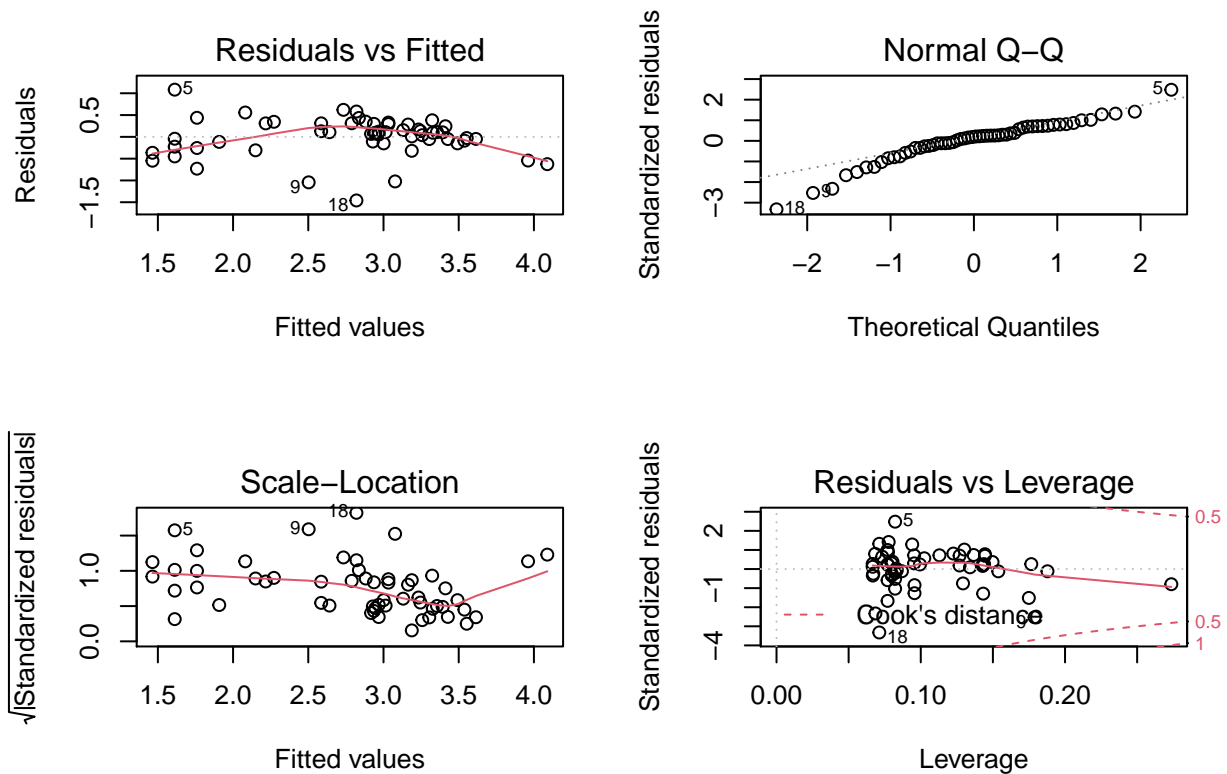 Residuals vs Fitted
Residuals
0.5
−1.5
5
9
18
1.5 2.0 2.5 3.0 3.5 4.0
Fitted values
Normal Q−Q
Standardized residuals
2
0
−3
5
9
18
−2 −1 0 1 2
Theoretical Quantiles
Scale−Location
√|Standardized residuals|
1.0
0.0
5
9
18
1.5 2.0 2.5 3.0 3.5 4.0
Fitted values
Residuals vs Leverage
Standardized residuals
2
−1
−4
5
9
18
Cook's distance
0.5
0.5
1
0.00 0.10 0.20
Leverage